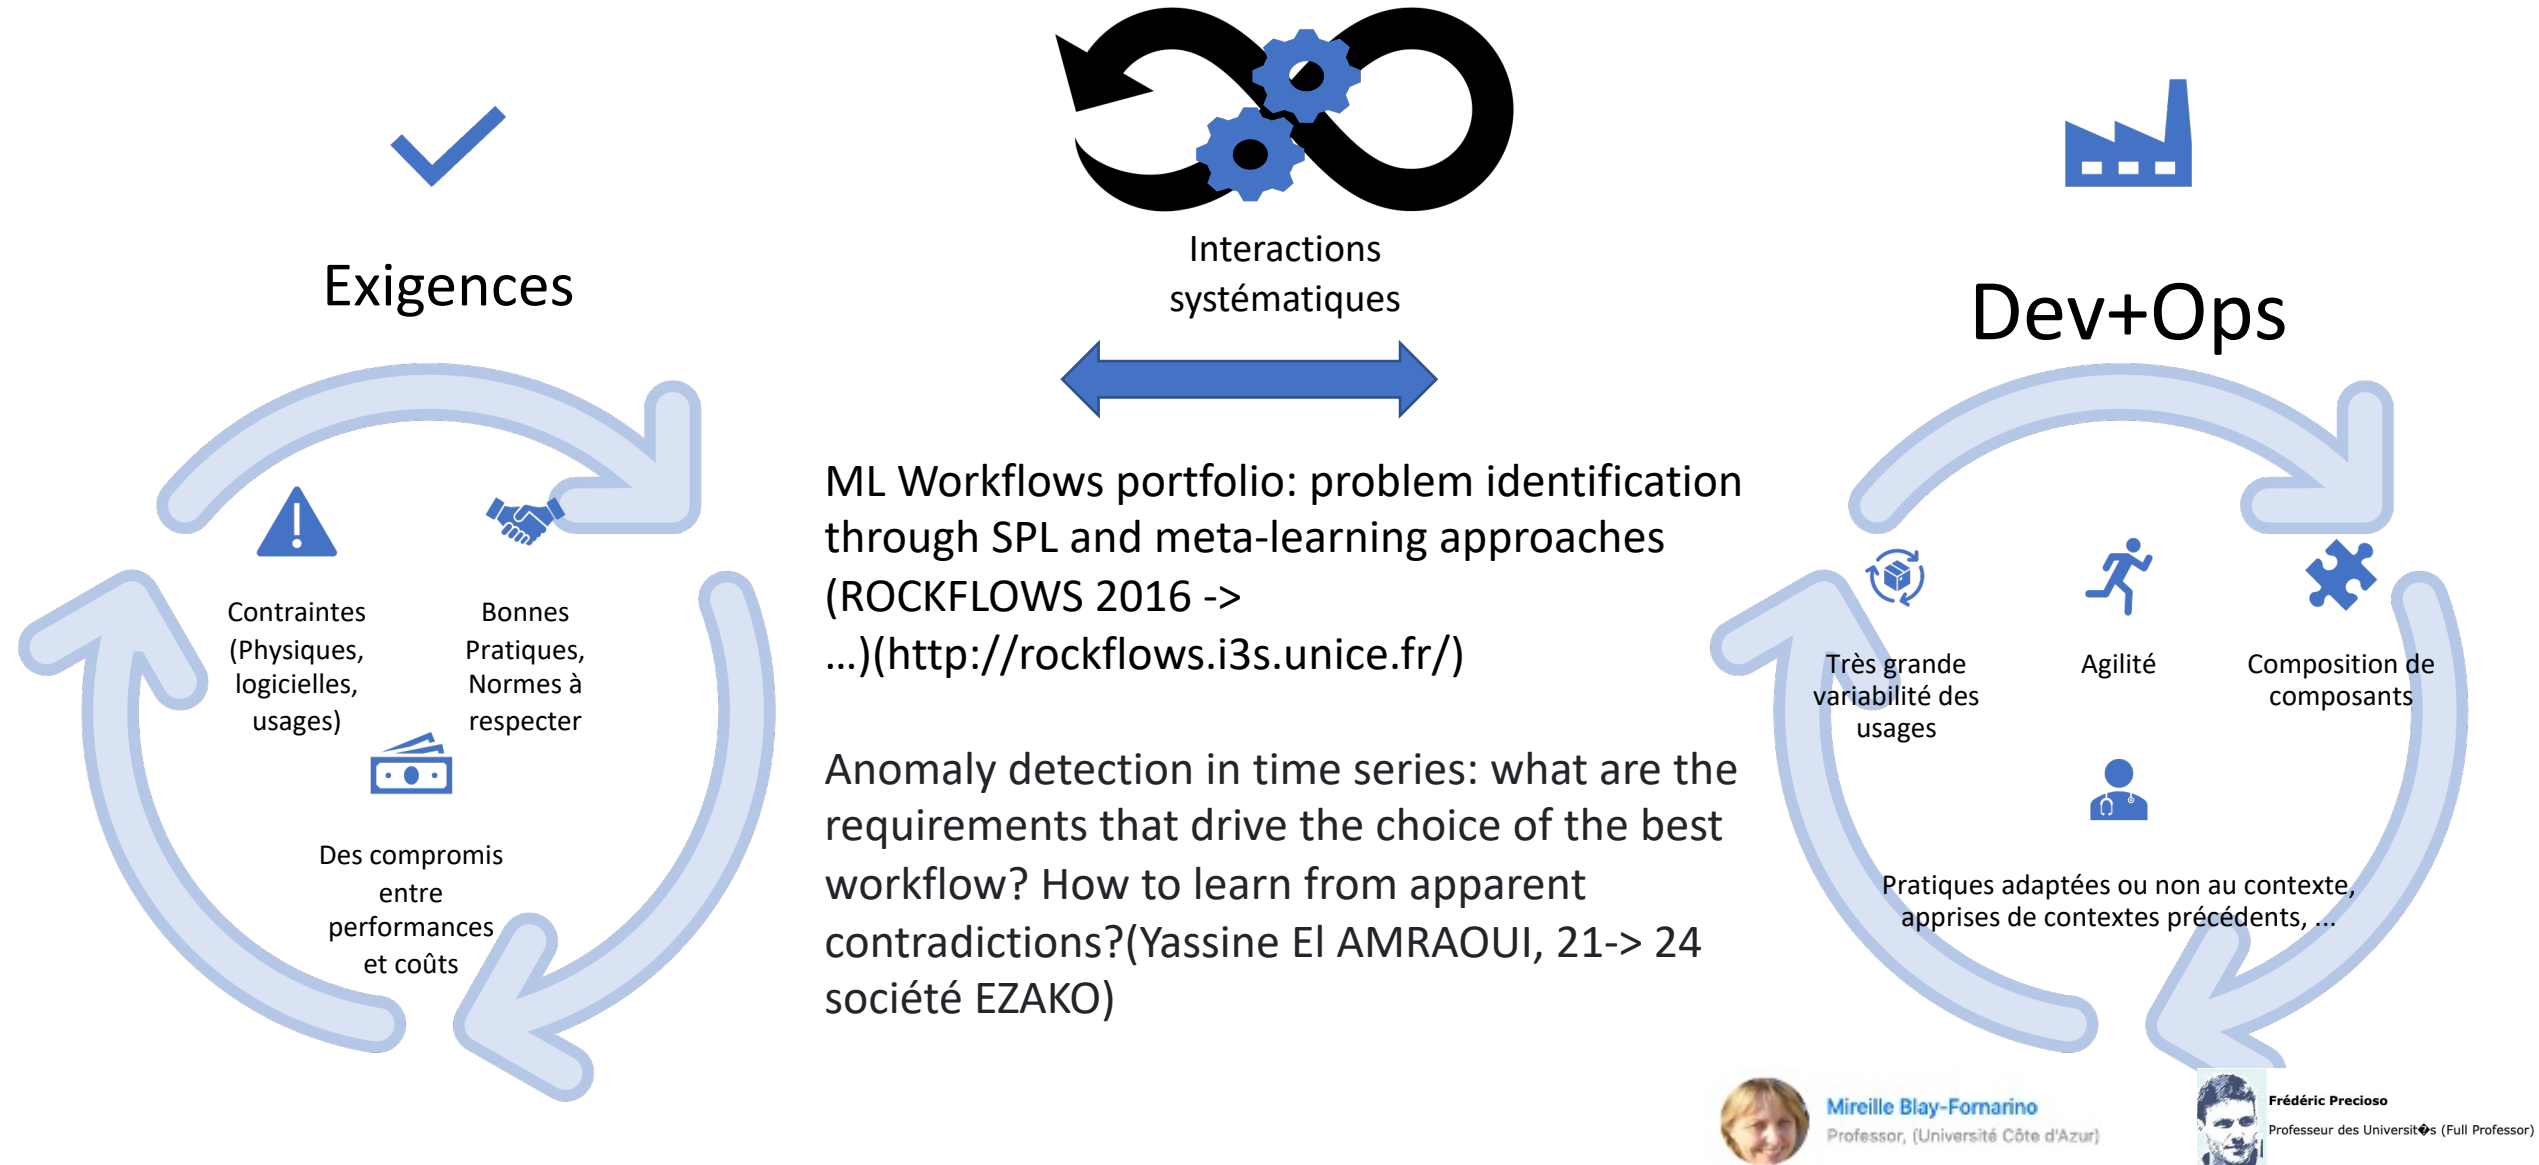 Exigences
Contraintes
(Physiques,
logicielles,
usages)
Bonnes
Pratiques,
Normes à
respecter
Des compromis
entre
performances
et coûts
Interactions
systématiques
ML Workflows portfolio: problem identification
through SPL and meta-learning approaches
(ROCKFLOWS 2016 ->
...)(http://rockflows.i3s.unice.fr/)
Anomaly detection in time series: what are the
requirements that drive the choice of the best
workflow? How to learn from apparent
contradictions?(Yassine El AMRAOUI, 21-> 24
société EZAKO)
Dev+Ops
Très grande
variabilité des
usages
Agilité
Composition de
composants
Pratiques adaptées ou non au contexte,
apprises de contextes précédents, ...
Mireille Blay-Fornarino
Professor, (Université Côte d'Azur)
Frédéric Precioso
Professeur des Universit�s (Full Professor)